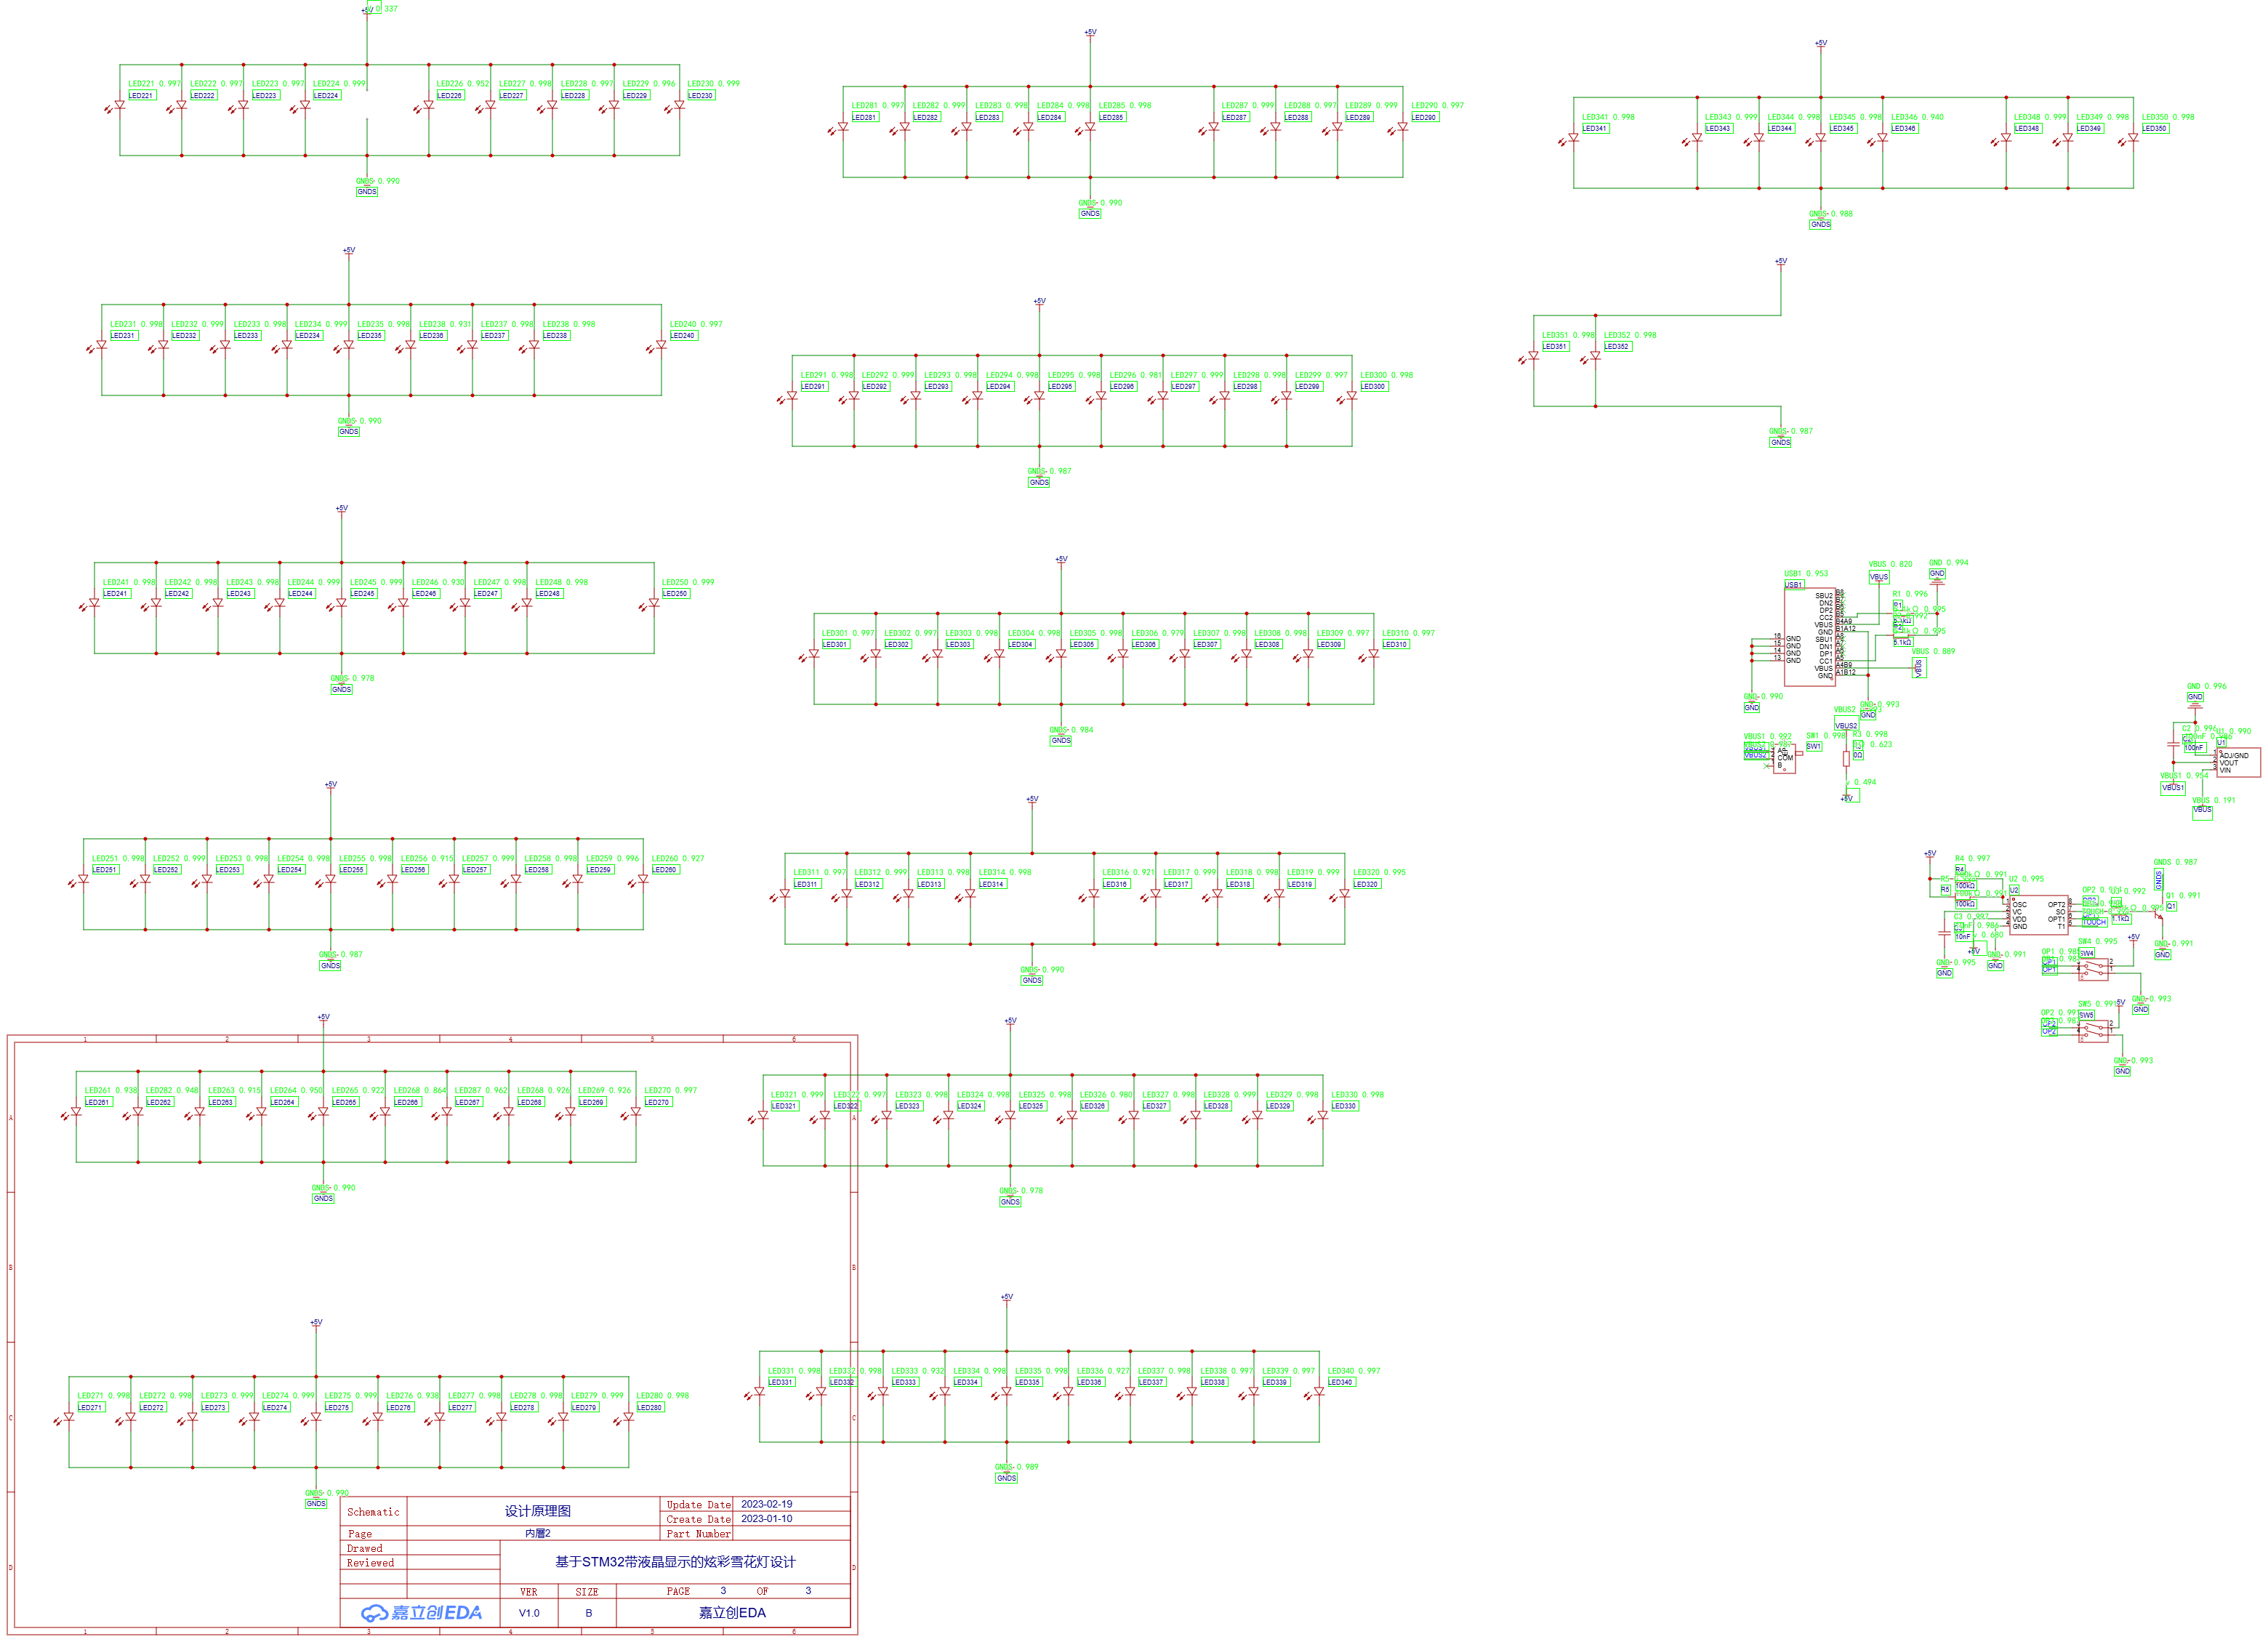 +5V 0.337
LED221 0.997 LED222 0.997 LED223 0.997 LED224 0.999 LED226 0.952 LED227 0.998 LED228 0.997 LED229 0.996 LED230 0.999
LED221 LED222 LED223 LED224 LED226 LED227 LED228 LED229 LED230
GNDS 0.990
GNDS
+5V
LED231 0.998 LED232 0.999 LED233 0.998 LED234 0.999 LED235 0.998 LED238 0.931 LED237 0.998 LED238 0.998 LED240 0.997
LED231 LED232 LED233 LED234 LED235 LED236 LED237 LED238 LED240
GNDS 0.990
GNDS
+5V
LED241 0.998 LED242 0.998 LED243 0.998 LED244 0.999 LED245 0.999 LED246 0.930 LED247 0.998 LED248 0.998 LED250 0.999
LED241 LED242 LED243 LED244 LED245 LED246 LED247 LED248 LED250
GNDS 0.978
GNDS
+5V
LED251 0.998 LED252 0.999 LED253 0.998 LED254 0.998 LED255 0.998 LED256 0.915 LED257 0.999 LED258 0.998 LED259 0.996 LED260 0.927
LED251 LED252 LED253 LED254 LED255 LED256 LED257 LED258 LED259 LED260
GNDS 0.987
GNDS
+5V
LED261 0.938 LED282 0.948 LED263 0.915 LED264 0.950 LED265 0.922 LED268 0.864 LED287 0.962 LED268 0.926 LED269 0.926 LED270 0.997
LED261 LED262 LED263 LED264 LED265 LED266 LED267 LED268 LED269 LED270
GNDS 0.990
GNDS
+5V
LED271 0.998 LED272 0.998 LED273 0.999 LED274 0.999 LED275 0.999 LED276 0.938 LED277 0.998 LED278 0.998 LED279 0.999 LED280 0.998
LED271 LED272 LED273 LED274 LED275 LED276 LED277 LED278 LED279 LED280
GNDS 0.990
GNDS
+5V
LED281 0.997 LED282 0.999 LED283 0.998 LED284 0.998 LED285 0.998 LED287 0.999 LED288 0.997 LED289 0.999 LED290 0.997
LED281 LED282 LED283 LED284 LED285 LED287 LED288 LED289 LED290
GNDS 0.990
GNDS
+5V
LED291 0.998 LED292 0.999 LED293 0.998 LED294 0.998 LED295 0.998 LED296 0.981 LED297 0.999 LED298 0.998 LED299 0.997 LED300 0.998
LED291 LED292 LED293 LED294 LED295 LED296 LED297 LED298 LED299 LED300
GNDS 0.987
GNDS
+5V
LED301 0.997 LED302 0.997 LED303 0.998 LED304 0.998 LED305 0.998 LED306 0.979 LED307 0.998 LED308 0.998 LED309 0.997 LED310 0.997
LED301 LED302 LED303 LED304 LED305 LED306 LED307 LED308 LED309 LED310
GNDS 0.984
GNDS
+5V
LED311 0.997 LED312 0.999 LED313 0.998 LED314 0.998 LED316 0.921 LED317 0.999 LED318 0.998 LED319 0.999 LED320 0.995
LED311 LED312 LED313 LED314 LED316 LED317 LED318 LED319 LED320
GNDS 0.990
GNDS
+5V
LED321 0.999 LED322 0.997 LED323 0.998 LED324 0.998 LED325 0.998 LED326 0.980 LED327 0.998 LED328 0.999 LED329 0.998 LED330 0.998
LED321 LED322 LED323 LED324 LED325 LED326 LED327 LED328 LED329 LED330
GNDS 0.978
GNDS
+5V
LED331 0.998 LED332 0.998 LED333 0.932 LED334 0.998 LED335 0.998 LED336 0.927 LED337 0.998 LED338 0.997 LED339 0.997 LED340 0.997
LED331 LED332 LED333 LED334 LED335 LED336 LED337 LED338 LED339 LED340
GNDS 0.989
GNDS
+5V
LED341 0.998 LED343 0.999 LED344 0.998 LED345 0.998 LED346 0.940 LED348 0.999 LED349 0.998 LED350 0.998
LED341 LED343 LED344 LED345 LED346 LED348 LED349 LED350
GNDS 0.988
GNDS
+5V
LED351 0.998 LED352 0.998
LED351 LED352
GNDS 0.987
GNDS
USB1 0.953
USB1
VBUS 0.820
VBUS
GND 0.994
GND
R1 0.996
SBU2
DN2
DP2
CC2
VBUS B4A9
GND B1A12
SBU1
DN1
DP1
CC1
VBUS A4B9
GND A1B12
16 GND
15 GND
14 GND
13 GND
5.1kΩ
5.1kΩ
VBUS 0.889
VBUS
GND 0.990
GND
GND 0.993
GND
VBUS2
VBUS2
VBUS1 0.992
VBUS2
SW1 0.998
SW1
COM
B
R3 0.998
0Ω 0.623
0.494
+5V
GND 0.996
GND
C2 0.996
100nF
U1 0.990
U1
ADJ/GND
VOUT
VIN
VBUS1 0.954
VBUS1
VBUS 0.191
VBUS
+5V
R4 0.997
R4
100kΩ
R5
100kΩ
U2 0.995
U2
OSC
VC
VDD
GND
OPT2
SO
OPT1
T1
TOUCH
1.1kΩ
GNDS 0.987
GNDS
Q1 0.991
Q1
GND 0.991
GND
C3 0.997
10nF
0.680
+5V
GND 0.995
GND
GND 0.991
GND
SW4 0.995
SW4
+5V
OP1
OP1
GND 0.993
GND
SW5 0.991
SW5
5V
OP2
OP2
GND 0.993
GND
1 2 3 4 5 6
A A
B B
C C
D D
Schematic 设计原理图 Update Date 2023-02-19
Create Date 2023-01-10
Page 内层2 Part Number
Drawed
Reviewed 基于STM32带液晶显示的炫彩雪花灯设计
VER SIZE PAGE 3 OF 3
嘉立创EDA V1.0 B 嘉立创EDA
1 2 3 4 5 6